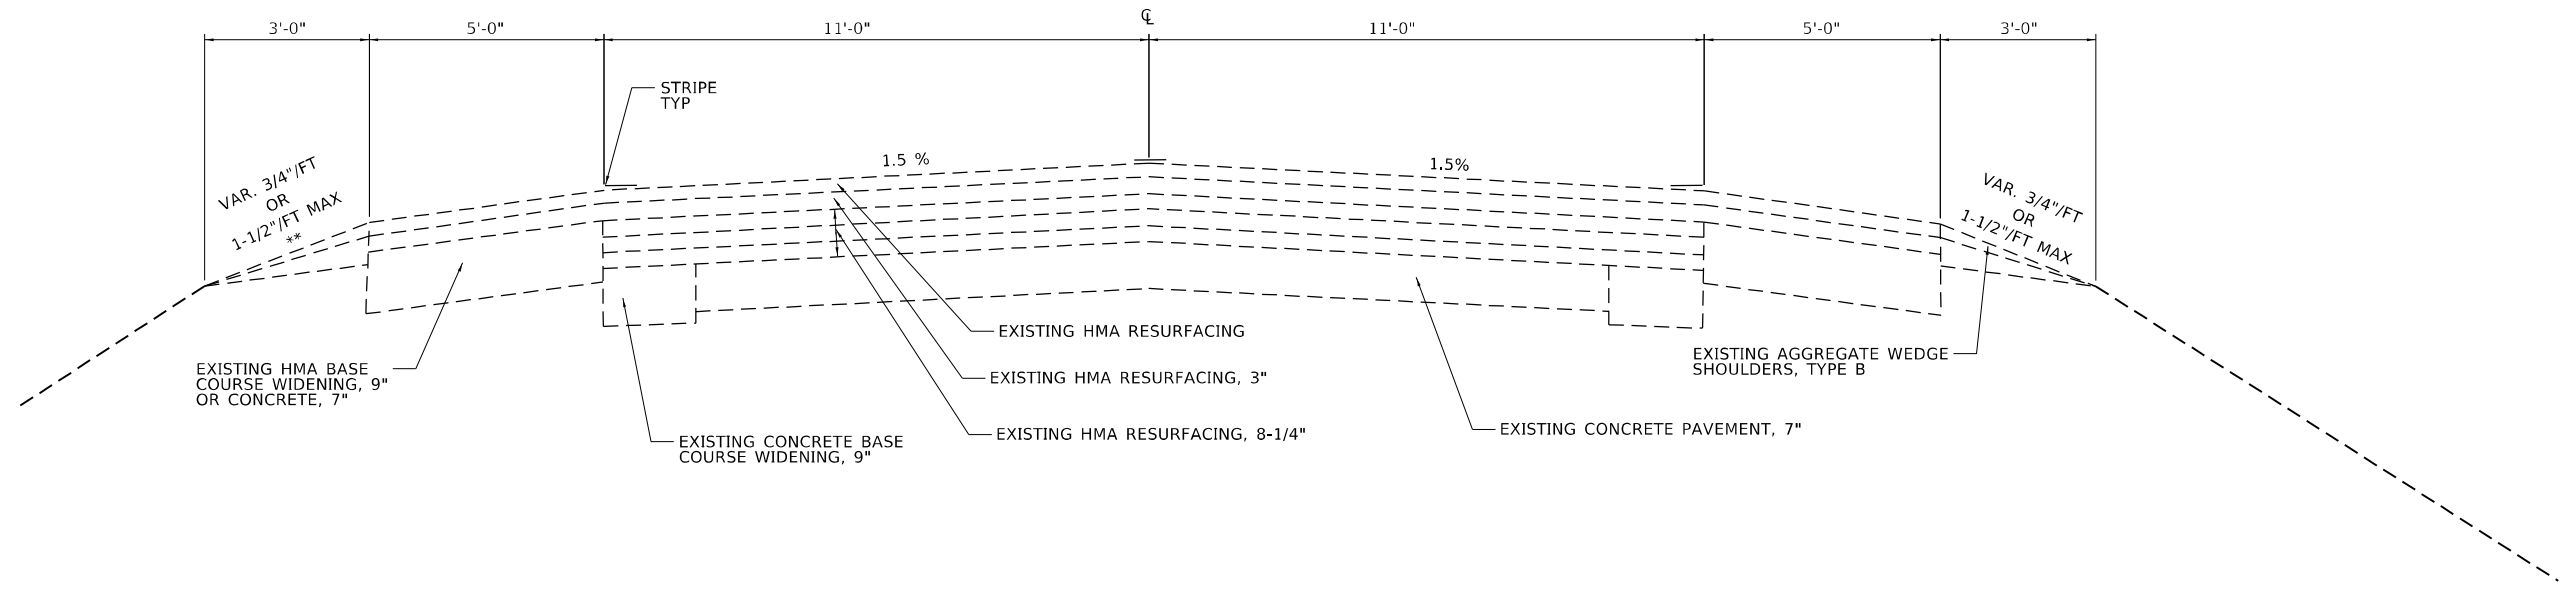 ℄
3'-0"
5'-0"
11'-0"
11'-0"
5'-0"
3'-0"
STRIPE
TYP
VAR. 3/4"/FT
OR
1-1/2"/FT MAX
**
1.5 %
1.5%
VAR. 3/4"/FT
OR
1-1/2"/FT MAX
EXISTING HMA BASE
COURSE WIDENING, 9"
OR CONCRETE, 7"
EXISTING CONCRETE BASE
COURSE WIDENING, 9"
EXISTING HMA RESURFACING
EXISTING HMA RESURFACING, 3"
EXISTING HMA RESURFACING, 8-1/4"
EXISTING CONCRETE PAVEMENT, 7"
EXISTING AGGREGATE WEDGE
SHOULDERS, TYPE B